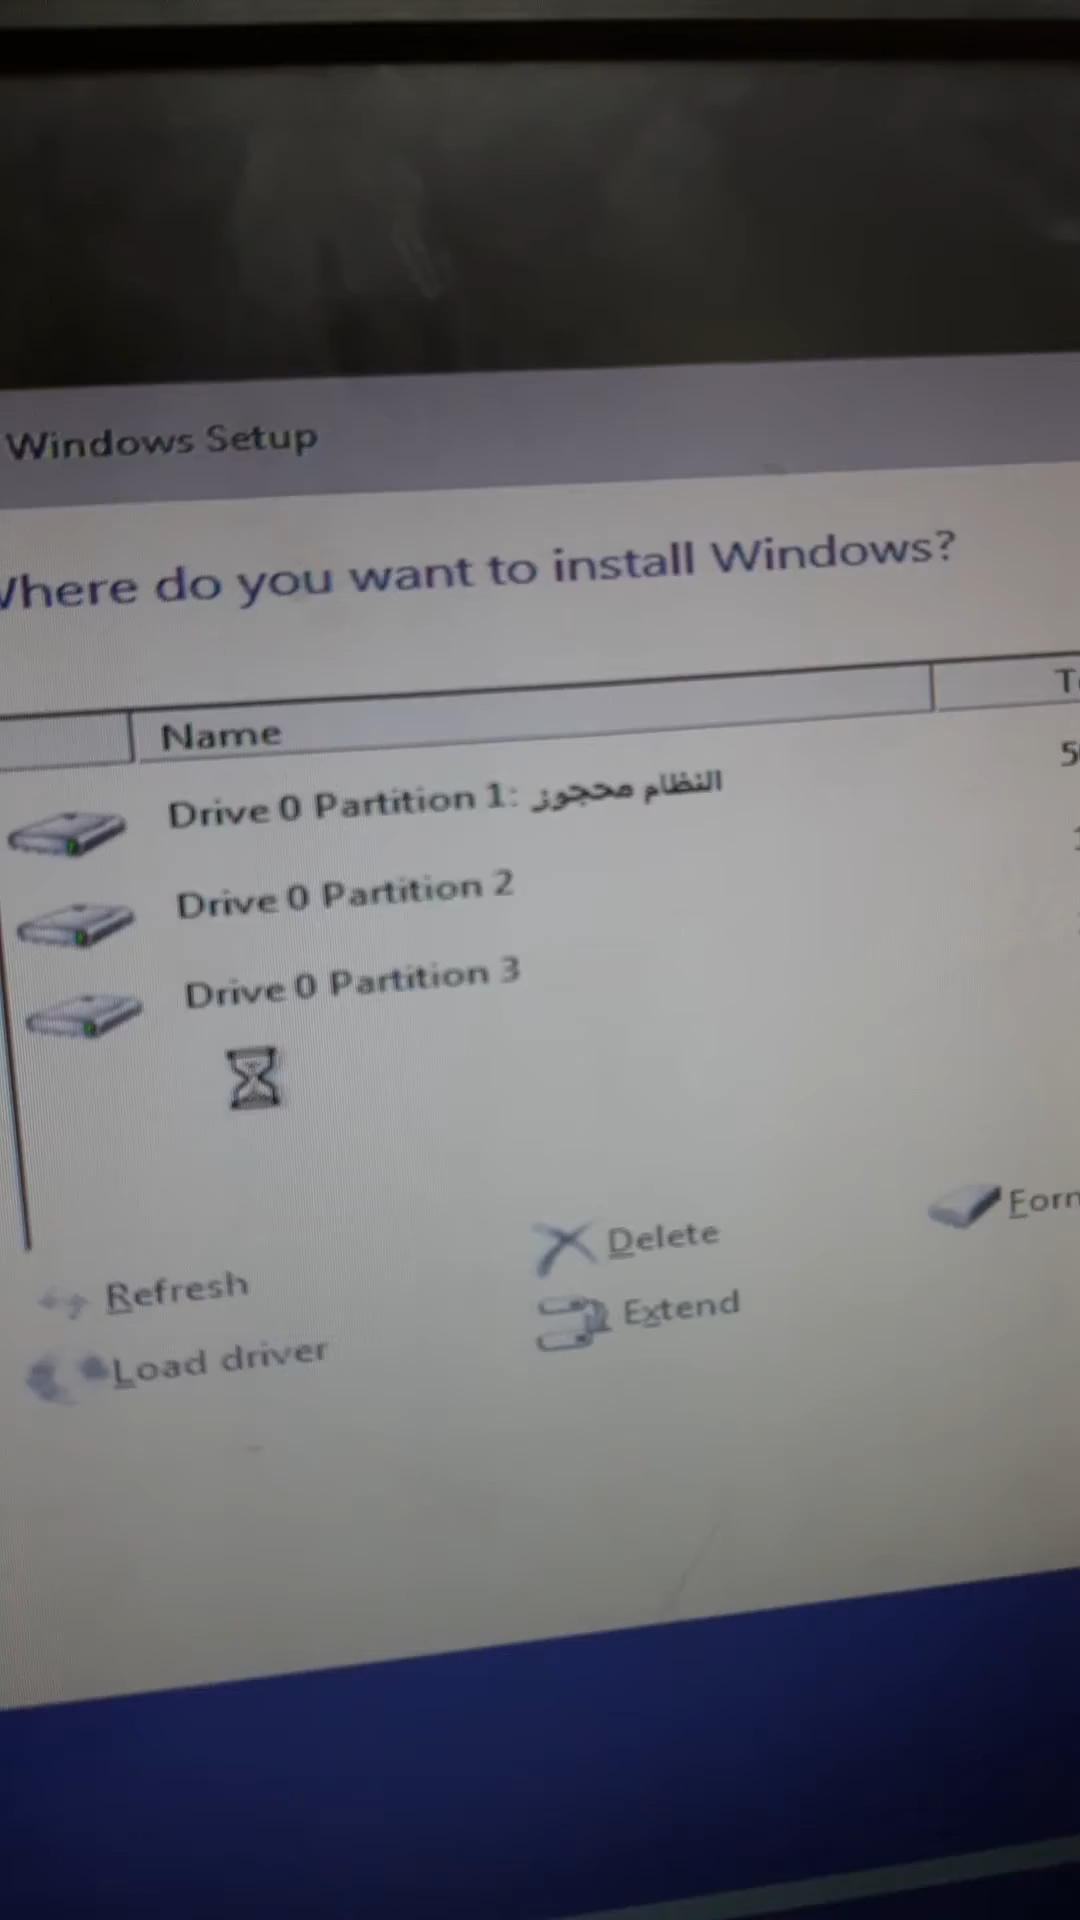 Windows Setup
Where do you want to install Windows?
Name
Drive 0 Partition 1: النظام محجوز
Drive 0 Partition 2
Drive 0 Partition 3
Refresh
Delete
Load driver
Extend